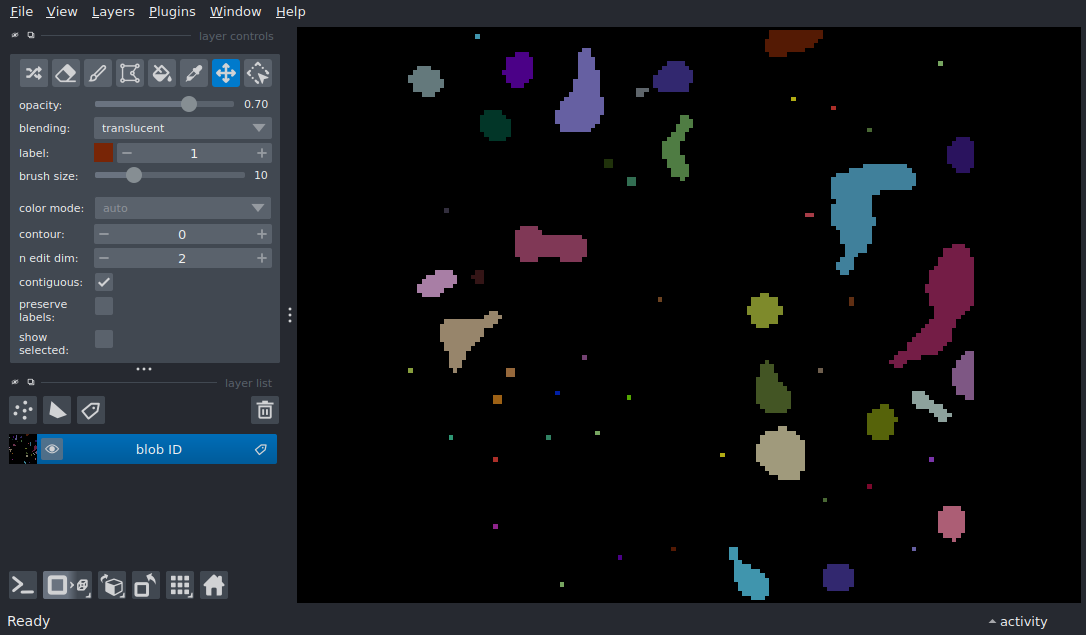 File View Layers Plugins Window Help
layer controls
opacity: 0.70
blending: translucent
label: 1
brush size: 10
color mode: auto
contour: 0
n edit dim: 2
contiguous:
preserve
labels:
show
selected:
layer list
blob ID
Ready
activity